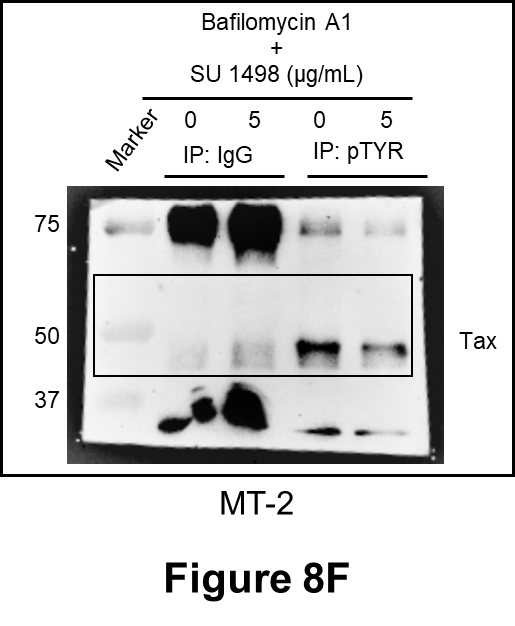 Bafilomycin A1
+
SU 1498 (µg/mL)
Marker 0 5 0 5
IP: IgG IP: pTYR
75
50
Tax
37
MT-2
Figure 8F